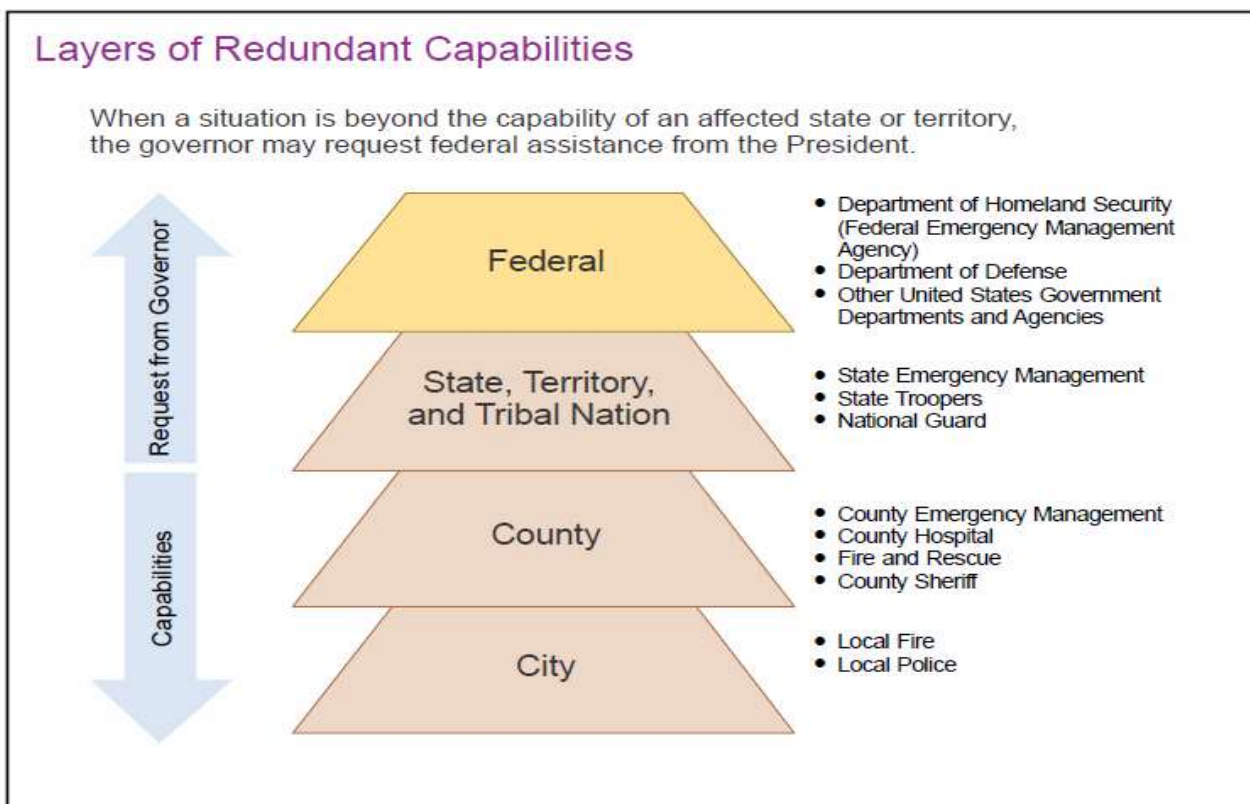 Layers of Redundant Capabilities
When a situation is beyond the capability of an affected state or territory,
the governor may request federal assistance from the President.
Request from Governor
Capabilities
Federal
• Department of Homeland Security
(Federal Emergency Management
Agency)
• Department of Defense
• Other United States Government
Departments and Agencies
State, Territory,
and Tribal Nation
• State Emergency Management
• State Troopers
• National Guard
County
• County Emergency Management
• County Hospital
• Fire and Rescue
• County Sheriff
City
• Local Fire
• Local Police